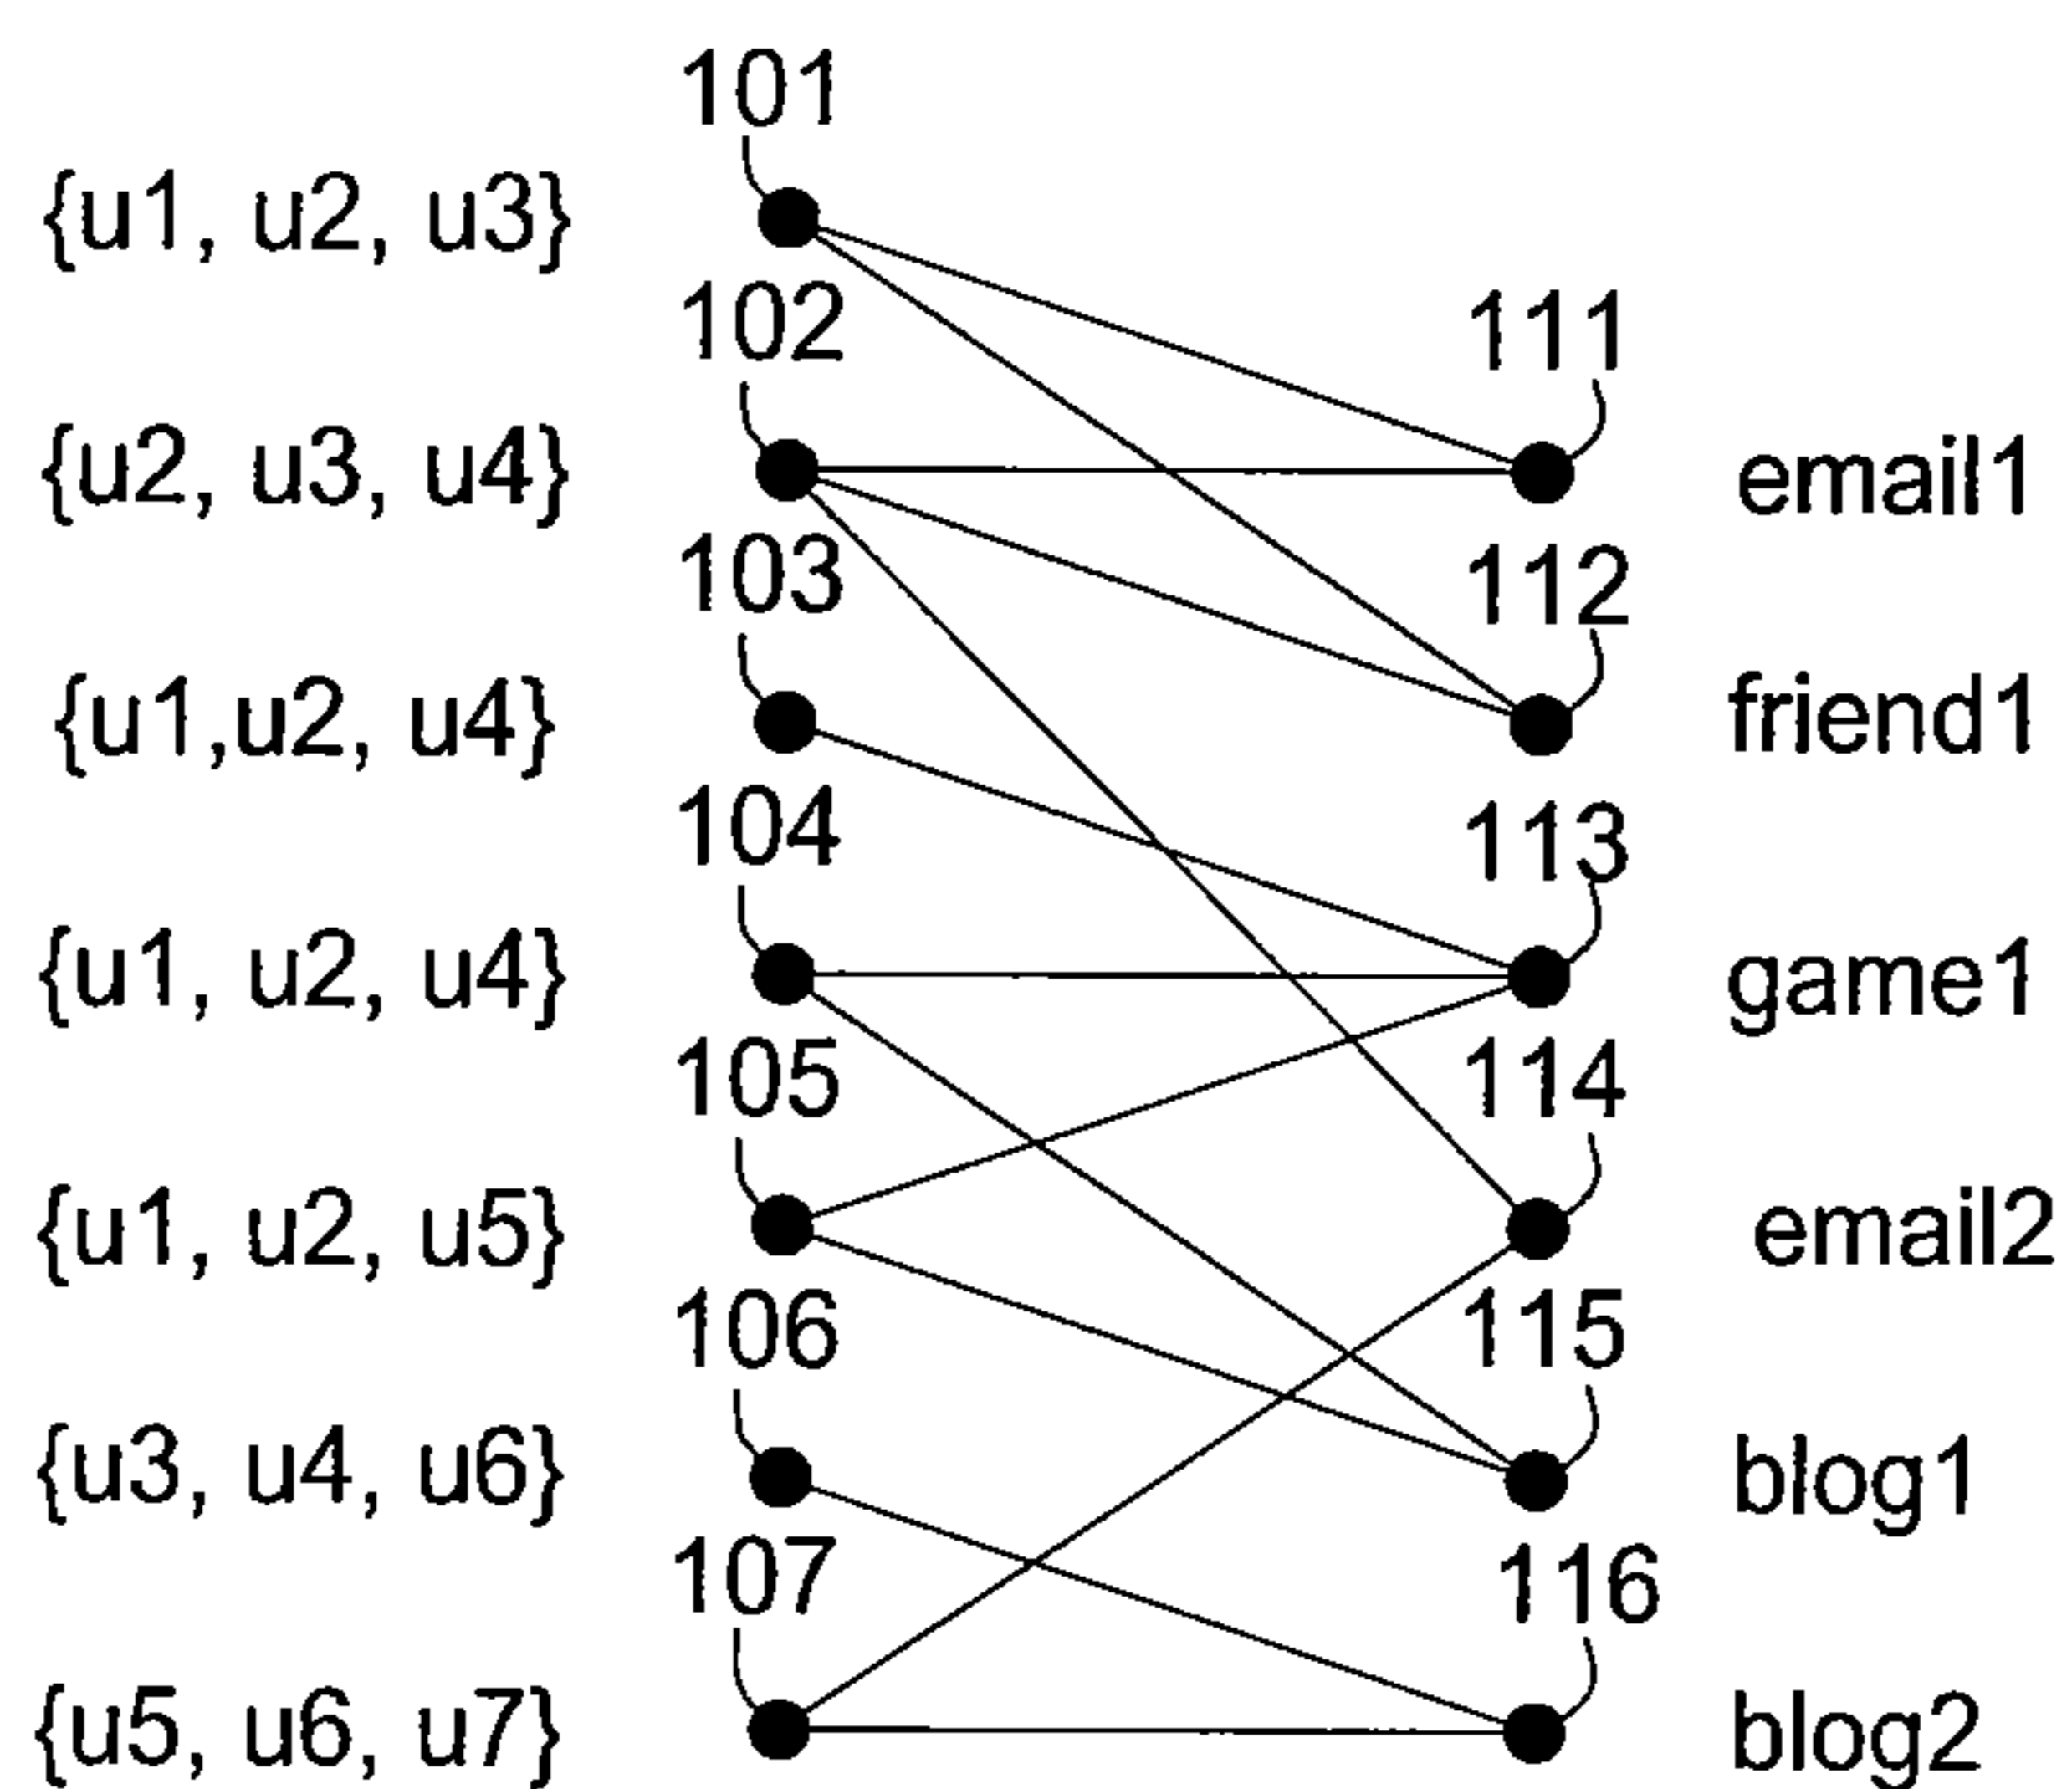 101
{u1, u2, u3}
102
111
{u2, u3, u4}
email1
103
112
{u1,u2, u4}
friend1
104
113
{u1, u2, u4}
game1
105
114
{u1, u2, u5}
email2
106
115
{u3, u4, u6}
blog1
107
116
{u5, u6, u7}
blog2